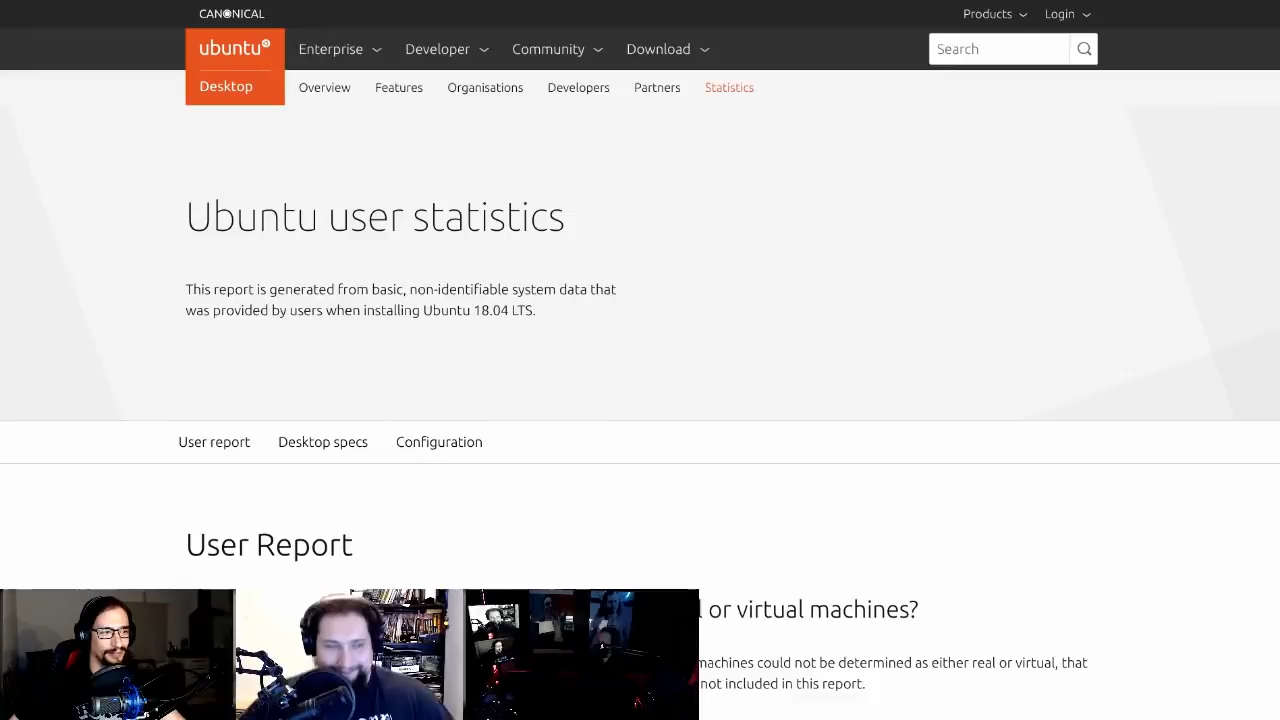 CANONICAL
Products
Login
ubuntu
Enterprise
Developer
Community
Download
Search
Desktop
Overview
Features
Organisations
Developers
Partners
Statistics
Ubuntu user statistics
This report is generated from basic, non-identifiable system data that
was provided by users when installing Ubuntu 18.04 LTS.
User report
Desktop specs
Configuration
User Report
or virtual machines?
machines could not be determined as either real or virtual, that
not included in this report.